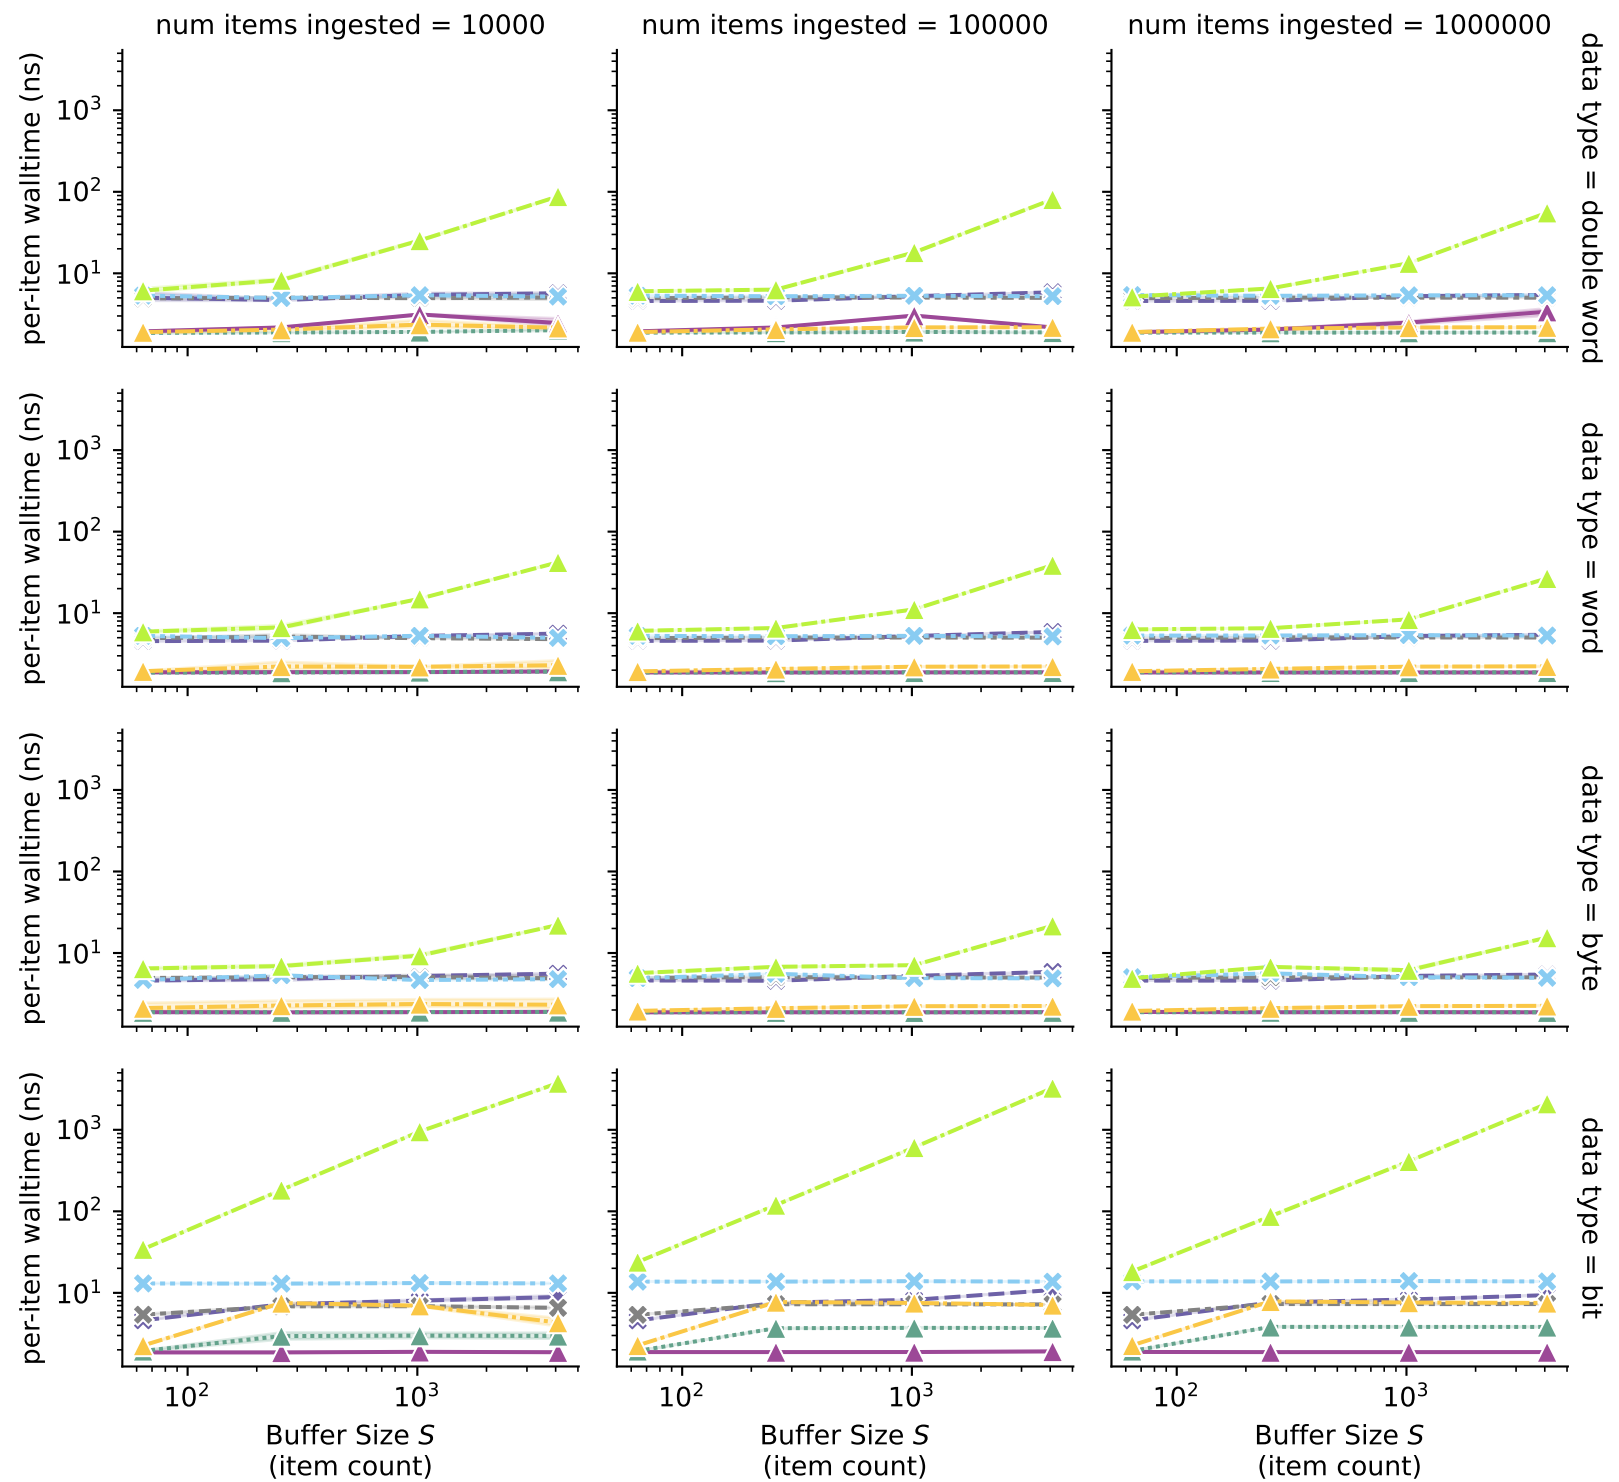 num items ingested = 10000
num items ingested = 100000
num items ingested = 1000000
per-item walltime (ns)
10³
10²
10¹
data type = double word
per-item walltime (ns)
10³
10²
10¹
data type = word
per-item walltime (ns)
10³
10²
10¹
data type = byte
per-item walltime (ns)
10³
10²
10¹
data type = bit
10² 10³
10² 10³
10² 10³
Buffer Size S
(item count)
Buffer Size S
(item count)
Buffer Size S
(item count)